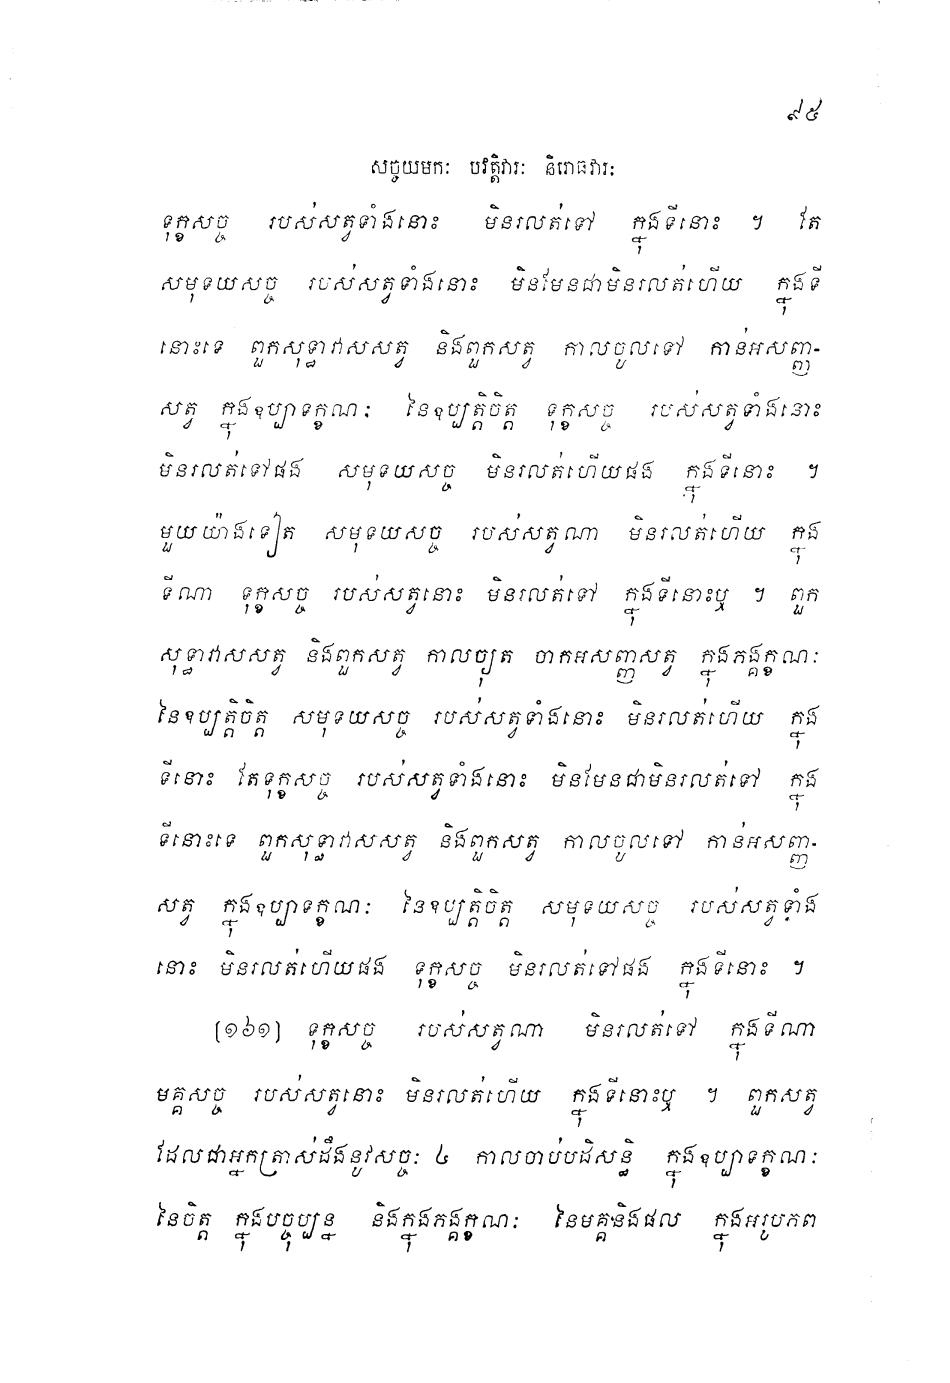 ៩៥
សច្ចយមកៈ បវត្តិវារៈ និរោធវារៈ
ទុក្ខសច្ច របស់សត្វទាំងនោះ មិនរលត់ទៅ ក្នុងទីនោះ ។ តែ
សមុទយសច្ច របស់សត្វទាំងនោះ មិនមែនជាមិនរលត់ហើយ ក្នុងទី
នោះទេ ពួកសុទ្ធាវាសសត្វ និងពួកសត្វ កាលចូលទៅ កាន់អសញ្ញ-
សត្វ ក្នុងឧប្បាទក្ខណៈ នៃឧប្បត្តិចិត្ត ទុក្ខសច្ច របស់សត្វទាំងនោះ
មិនរលត់ទៅផង សមុទយសច្ច មិនរលត់ហើយផង ក្នុងទីនោះ ។
មួយយ៉ាងទៀត សមុទយសច្ច របស់សត្វណា មិនរលត់ហើយ ក្នុង
ទីណា ទុក្ខសច្ច របស់សត្វនោះ មិនរលត់ទៅ ក្នុងទីនោះឬ ។ ពួក
សុទ្ធាវាសសត្វ និងពួកសត្វ កាលច្យុត ចាកអសញ្ញសត្វ ក្នុងភង្គក្ខណៈ
នៃឧប្បត្តិចិត្ត សមុទយសច្ច របស់សត្វទាំងនោះ មិនរលត់ហើយ ក្នុង
ទីនោះ តែទុក្ខសច្ច របស់សត្វទាំងនោះ មិនមែនជាមិនរលត់ទៅ ក្នុង
ទីនោះទេ ពួកសុទ្ធាវាសសត្វ និងពួកសត្វ កាលចូលទៅ កាន់អសញ្ញ-
សត្វ ក្នុងឧប្បាទក្ខណៈ នៃឧប្បត្តិចិត្ត សមុទយសច្ច របស់សត្វទាំង
នោះ មិនរលត់ហើយផង ទុក្ខសច្ច មិនរលត់ទៅផង ក្នុងទីនោះ ។
(១៦១) ទុក្ខសច្ច របស់សត្វណា មិនរលត់ទៅ ក្នុងទីណា
មគ្គសច្ច របស់សត្វនោះ មិនរលត់ហើយ ក្នុងទីនោះឬ ។ ពួកសត្វ
ដែលជាអ្នកត្រាស់ដឹងនូវសច្ចៈ ៤ កាលចាប់បដិសន្ធិ ក្នុងឧប្បាទក្ខណៈ
នៃចិត្ត ក្នុងបច្ចុប្បន្ន និងក្នុងភង្គក្ខណៈ នៃមគ្គនិងផល ក្នុងអរូបភព